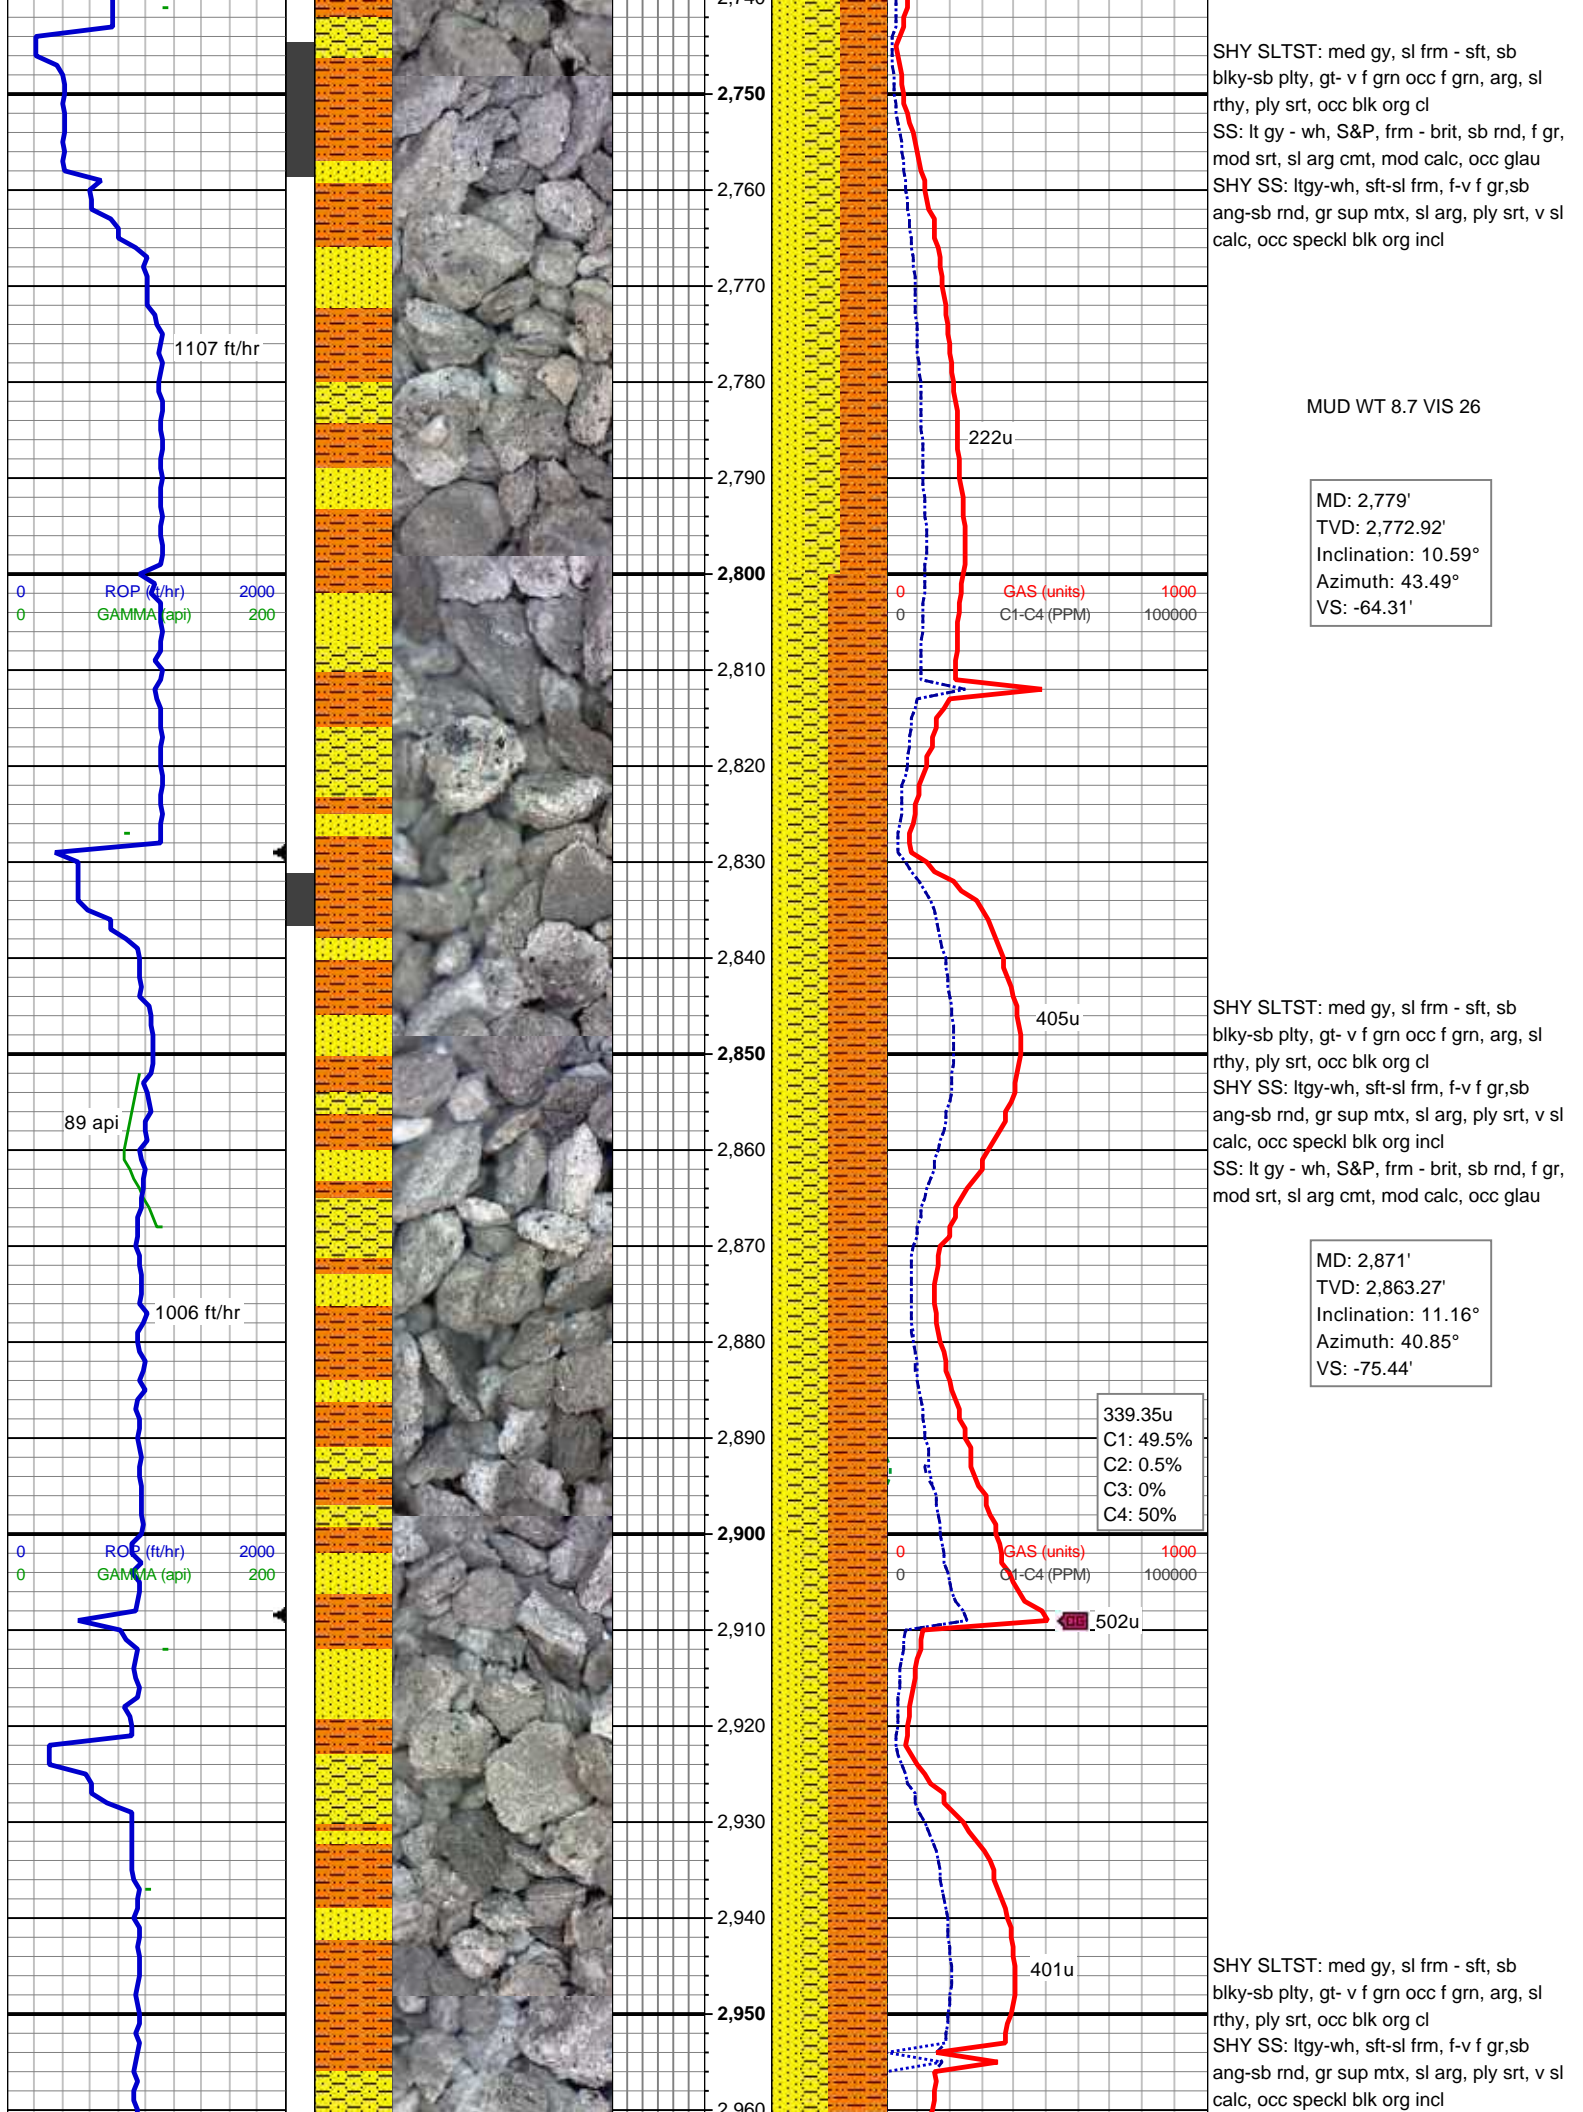 2,740
SHY SLTST: med gy, sl frm - sft, sb
blky-sb plty, gt- v f grn occ f grn, arg, sl
rthy, ply srt, occ blk org cl
SS: lt gy - wh, S&P, frm - brit, sb rnd, f gr,
mod srt, sl arg cmt, mod calc, occ glau
SHY SS: ltgy-wh, sft-sl frm, f-v f gr,sb
ang-sb rnd, gr sup mtx, sl arg, ply srt, v sl
calc, occ speckl blk org incl
2,750
2,760
2,770
1107 ft/hr
2,780
MUD WT 8.7 VIS 26
222u
2,790
MD: 2,779'
TVD: 2,772.92'
Inclination: 10.59°
Azimuth: 43.49°
VS: -64.31'
2,800
0 ROP (ft/hr) 2000
0 GAMMA (api) 200
0 GAS (units) 1000
0 C1-C4 (PPM) 100000
2,810
2,820
2,830
2,840
405u
SHY SLTST: med gy, sl frm - sft, sb
blky-sb plty, gt- v f grn occ f grn, arg, sl
rthy, ply srt, occ blk org cl
SHY SS: ltgy-wh, sft-sl frm, f-v f gr,sb
ang-sb rnd, gr sup mtx, sl arg, ply srt, v sl
calc, occ speckl blk org incl
SS: lt gy - wh, S&P, frm - brit, sb rnd, f gr,
mod srt, sl arg cmt, mod calc, occ glau
2,850
89 api
2,860
2,870
MD: 2,871'
TVD: 2,863.27'
Inclination: 11.16°
Azimuth: 40.85°
VS: -75.44'
1006 ft/hr
2,880
339.35u
C1: 49.5%
C2: 0.5%
C3: 0%
C4: 50%
2,890
2,900
0 ROP (ft/hr) 2000
0 GAMMA (api) 200
0 GAS (units) 1000
0 C1-C4 (PPM) 100000
2,910
502u
2,920
2,930
2,940
401u
SHY SLTST: med gy, sl frm - sft, sb
blky-sb plty, gt- v f grn occ f grn, arg, sl
rthy, ply srt, occ blk org cl
SHY SS: ltgy-wh, sft-sl frm, f-v f gr,sb
ang-sb rnd, gr sup mtx, sl arg, ply srt, v sl
calc, occ speckl blk org incl
2,950
2,960